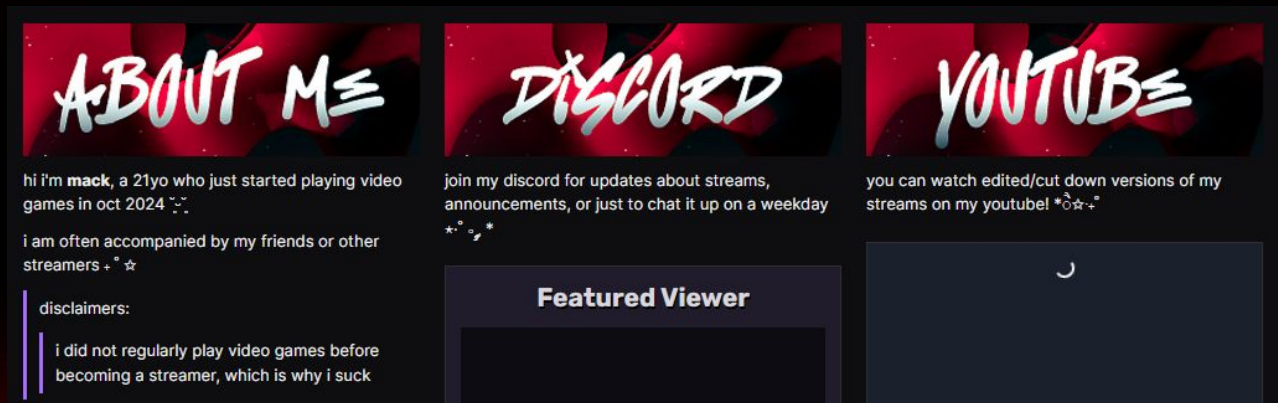 ABOUT ME
hi i'm mack, a 21yo who just started playing video
games in oct 2024
i am often accompanied by my friends or other
streamers ₊˚☆
disclaimers:
i did not regularly play video games before
becoming a streamer, which is why i suck
DISCORD
join my discord for updates about streams,
announcements, or just to chat it up on a weekday
Featured Viewer
YOUTUBE
you can watch edited/cut down versions of my
streams on my youtube!